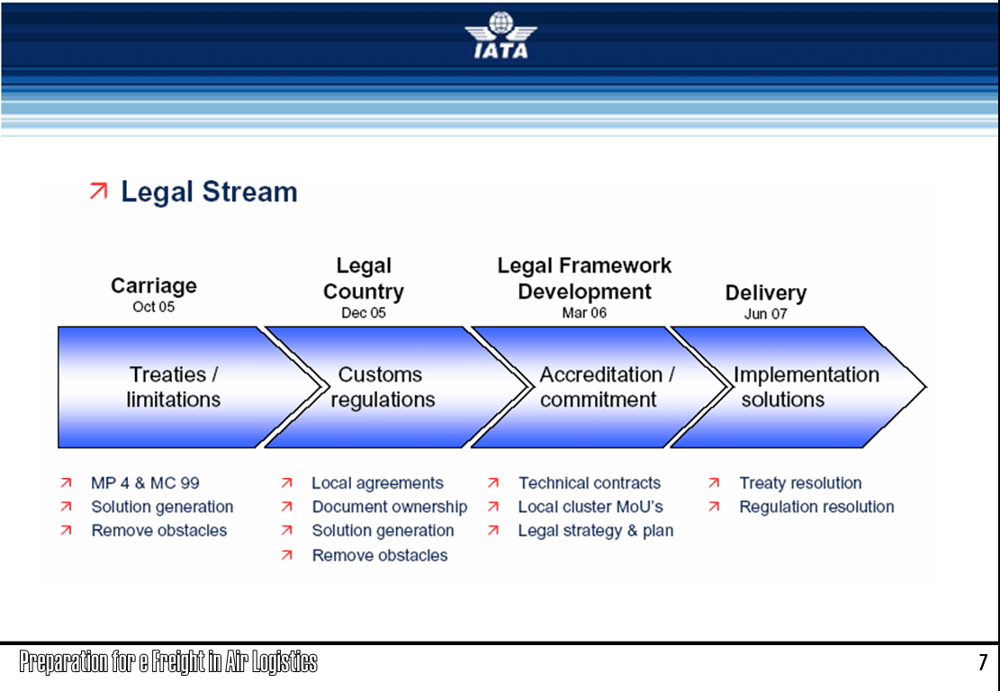 IATA
Legal Stream
Carriage
Oct 05
Legal
Country
Dec 05
Legal Framework
Development
Mar 06
Delivery
Jun 07
Treaties /
limitations
Customs
regulations
Accreditation /
commitment
Implementation
solutions
MP 4 & MC 99
Solution generation
Remove obstacles
Local agreements
Document ownership
Solution generation
Remove obstacles
Technical contracts
Local cluster MoU's
Legal strategy & plan
Treaty resolution
Regulation resolution
Preparation for e Freight in Air Logistics
7